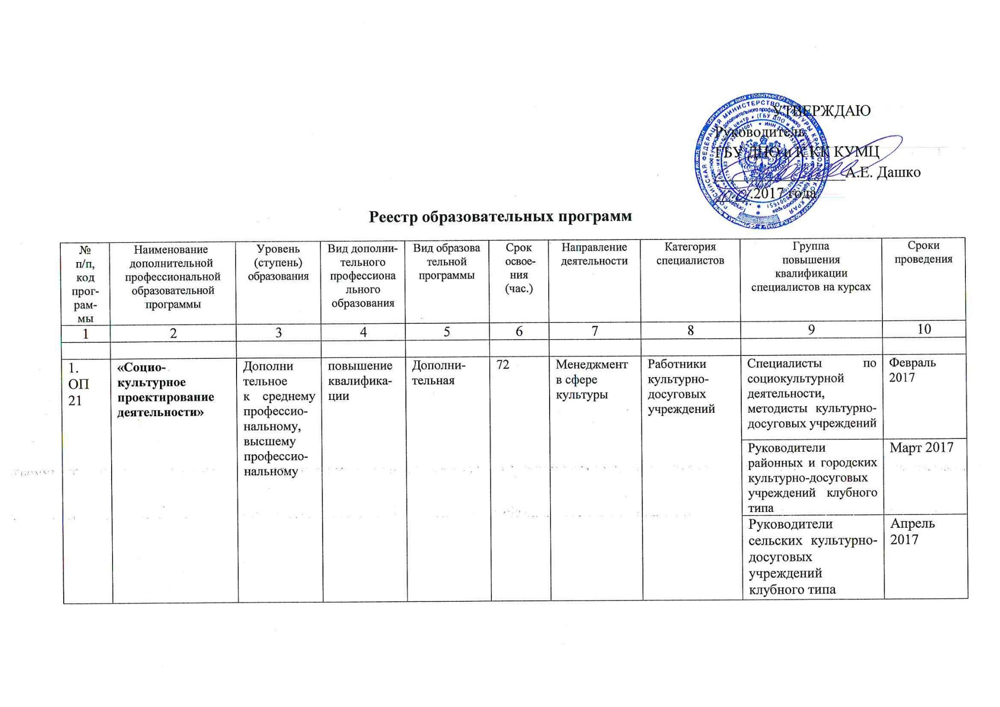 УТВЕРЖДАЮ
Руководитель
ГБУ ДПО и К КК КУМЦ
А.Е. Дашко
.2017 года
РОССИЙСКАЯ ФЕДЕРАЦИЯ МИНИСТЕРСТВО КУЛЬТУРЫ КРАСНОДАРСКОГО КРАЯ
Реестр образовательных программ
№
п/п,
код
прог-
рам-
мы
Наименование
дополнительной
профессиональной
образовательной
программы
Уровень
(ступень)
образования
Вид дополни-
тельного
профессиона
льного
образования
Вид образова
тельной
программы
Срок
освое-
ния
(час.)
Направление
деятельности
Категория
специалистов
Группа
повышения
квалификации
специалистов на курсах
Сроки
проведения
1 2 3 4 5 6 7 8 9 10
1.
ОП
21
«Социо-
культурное
проектирование
деятельности»
Дополни
тельное
к среднему
профессио-
нальному,
высшему
профессио-
нальному
повышение
квалифика-
ции
Дополни-
тельная
72
Менеджмент
в сфере
культуры
Работники
культурно-
досуговых
учреждений
Специалисты по
социокультурной
деятельности,
методисты культурно-
досуговых учреждений
Февраль
2017
Руководители
районных и городских
культурно-досуговых
учреждений клубного
типа
Март 2017
Руководители
сельских культурно-
досуговых
учреждений
клубного типа
Апрель
2017